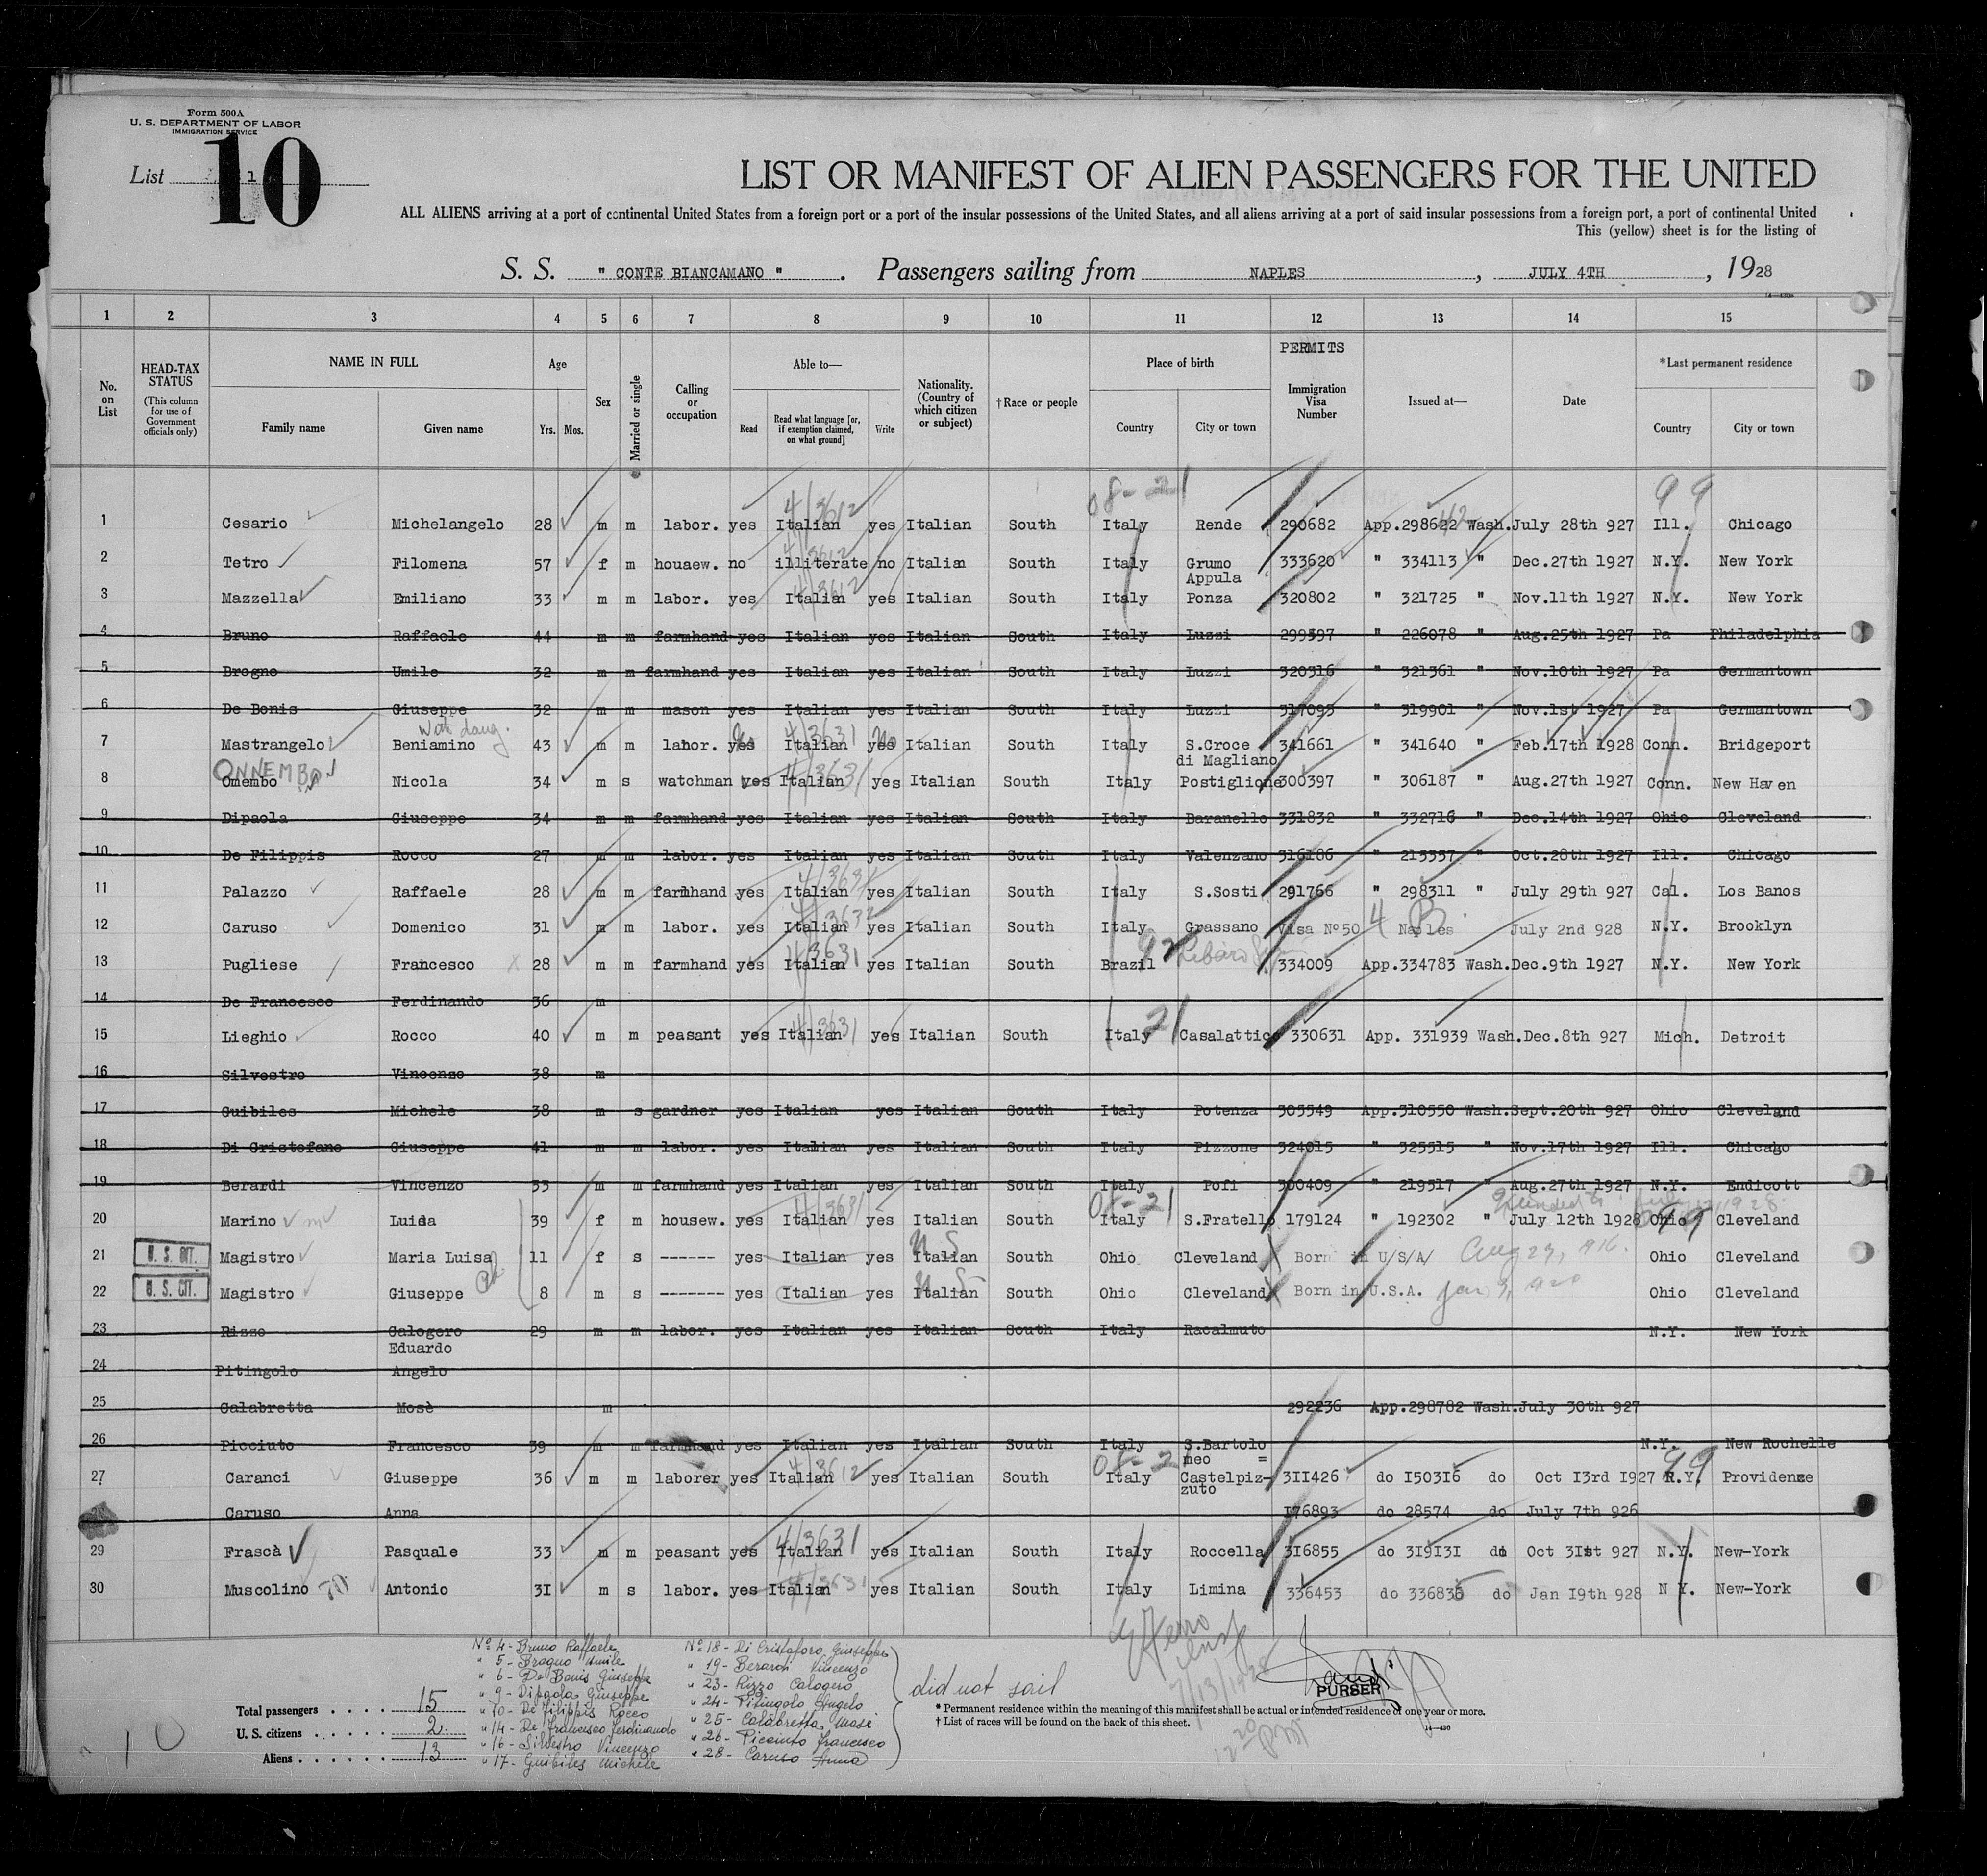 Form 500A
U. S. DEPARTMENT OF LABOR
IMMIGRATION SERVICE
List 10
LIST OR MANIFEST OF ALIEN PASSENGERS FOR THE UNITED
ALL ALIENS arriving at a port of continental United States from a foreign port or a port of the insular possessions of the United States, and all aliens arriving at a port of said insular possessions from a foreign port, a port of continental United
This (yellow) sheet is for the listing of
S. S. " CONTE BIANCAMANO " . Passengers sailing from NAPLES , JULY 4TH , 1928
1 2 3 4 5 6 7 8 9 10 11 12 13 14 15
No. on List
HEAD-TAX STATUS (This column for use of Government officials only)
NAME IN FULL
Family name Given name
Age
Yrs. Mos.
Sex
Married or single
Calling or occupation
Able to—
Read Read what language [or, if exemption claimed, on what ground] Write
Nationality. (Country of which citizen or subject)
†Race or people
Place of birth
Country City or town
PERMITS
Immigration Visa Number
Issued at—
Date
*Last permanent residence
Country City or town
08-21 99
1 Cesario Michelangelo 28 m m labor. yes Italian yes Italian South Italy Rende 290682 App.298622 Wash. July 28th 927 Ill. Chicago
2 Tetro Filomena 57 f m housew. no illiterate no Italian South Italy Grumo Appula 333620 " 334113 " Dec.27th 1927 N.Y. New York
3 Mazzella Emiliano 33 m m labor. yes Italian yes Italian South Italy Ponza 320802 " 321725 " Nov.11th 1927 N.Y. New York
4 Bruno Raffaele 44 m m farmhand yes Italian yes Italian South Italy Luzzi 299597 " 226078 " Aug.25th 1927 Pa Philadelphia
5 Brogno Umile 32 m m farmhand yes Italian yes Italian South Italy Luzzi 320316 " 321361 " Nov.10th 1927 Pa Germantown
6 De Bonis Giuseppe 32 m m mason yes Italian yes Italian South Italy Luzzi 317095 " 319901 " Nov.1st 1927 Pa Germantown
With daug.
7 Mastrangelo Beniamino 43 m m labor. yes Italian yes Italian South Italy S.Croce di Magliano 341661 " 341640 " Feb.17th 1928 Conn. Bridgeport
8 Omembo Nicola 34 m s watchman yes Italian yes Italian South Italy Postiglione 300397 " 306187 " Aug.27th 1927 Conn. New Haven
9 Dipaola Giuseppe 34 m m farmhand yes Italian yes Italian South Italy Baranello 331832 " 332716 " Dec.14th 1927 Ohio Cleveland
10 De Filippis Rocco 27 m m labor. yes Italian yes Italian South Italy Valenzano 316186 " 215357 " Oct.28th 1927 Ill. Chicago
11 Palazzo Raffaele 28 m m farmhand yes Italian yes Italian South Italy S.Sosti 291766 " 298311 " July 29th 927 Cal. Los Banos
12 Caruso Domenico 31 m m labor. yes Italian yes Italian South Italy Grassano Visa No 50 Naples July 2nd 928 N.Y. Brooklyn
13 Pugliese Francesco 28 m m farmhand yes Italian yes Italian South Brazil 334009 App.334783 Wash. Dec.9th 1927 N.Y. New York
14 De Francesco Ferdinando 36 m
15 Lieghio Rocco 40 m m peasant yes Italian yes Italian South Italy Casalattico 330631 App. 331939 Wash. Dec.8th 927 Mich. Detroit
16 Silvestro Vincenzo 38 m
17 Guibiles Michele 38 m s gardner yes Italian yes Italian South Italy Potenza 305549 App.310550 Wash. Sept.20th 927 Ohio Cleveland
18 Di Cristofano Giuseppe 41 m m labor. yes Italian yes Italian South Italy Pizzone 324015 " 325515 " Nov.17th 1927 Ill. Chicago
19 Berardi Vincenzo 33 m m farmhand yes Italian yes Italian South Italy Pofi 300409 " 219517 " Aug.27th 1927 N.Y. Endicott
20 Marino Luida 39 f m housew. yes Italian yes Italian South Italy S.Fratello 179124 " 192302 " July 12th 1928 Ohio Cleveland
21 U. S. CIT. Magistro Maria Luisa 11 f s ------ yes Italian yes Italian South Ohio Cleveland Born in U/S/A/ Aug 23, 1916. Ohio Cleveland
22 U. S. CIT. Magistro Giuseppe 8 m s ------- yes Italian yes Italian South Ohio Cleveland Born in U.S.A. Jan 3, 1920 Ohio Cleveland
23 Rizzo Calogero Eduardo 29 m m labor. yes Italian yes Italian South Italy Racalmuto N.Y. New York
24 Pitingolo Angelo
25 Calabretta Mosè m 292236 App.298782 Wash. July 30th 927
26 Picciuto Francesco 39 m m farmhand yes Italian yes Italian South Italy S.Bartolomeo = N.Y. New Rochelle
27 Caranci Giuseppe 36 m m laborer yes Italian yes Italian South Italy Castelpizzuto 311426 do 150316 do Oct 13rd 1927 R.Y. Providenze
Caruso Anna 176893 do 28574 do July 7th 926
29 Frascà Pasquale 33 m m peasant yes Italian yes Italian South Italy Roccella 316855 do 319131 do Oct 31st 927 N.Y. New-York
30 Muscolino Antonio 31 m s labor. yes Italian yes Italian South Italy Limina 336453 do 336836 do Jan 19th 928 N Y. New-York
No 4 - Bruno Raffaele
" 5 - Brogno Umile
" 6 - De Bonis Giuseppe
" 9 - Dipaola Giuseppe
" 10 - De Filippis Rocco
" 14 - De Francesco Ferdinando
" 16 - Silvestro Vincenzo
" 17 - Guibiles Michele
No 18 - Di Cristoforo Giuseppe
" 19 - Berardi Vincenzo
" 23 - Rizzo Calogero
" 24 - Pitingolo Angelo
" 25 - Calabretta Mosè
" 26 - Picciuto Francesco
" 28 - Caruso Anna
did not sail
Total passengers . . . . 15
U. S. citizens . . . . . 2
Aliens . . . . . . 13
10
7/13/1928
PURSER
* Permanent residence within the meaning of this manifest shall be actual or intended residence of one year or more.
† List of races will be found on the back of this sheet.
14—430